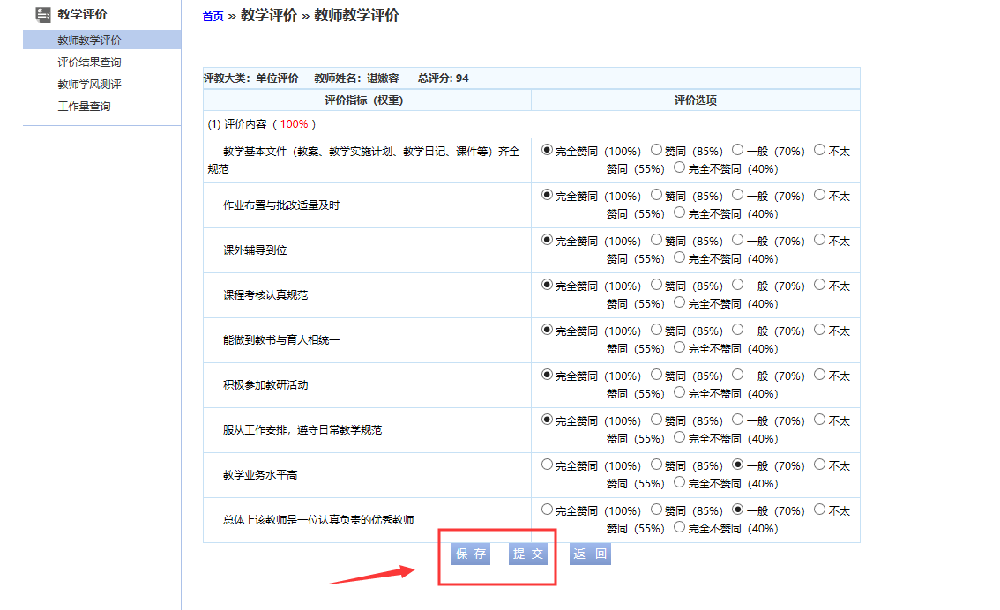 教学评价
教师教学评价
评价结果查询
教师学风测评
工作量查询
首页 » 教学评价 » 教师教学评价
评教大类：单位评价 教师姓名：谌嫩容 总评分: 94
评价指标（权重） 评价选项
(1) 评价内容（ 100% ）
教学基本文件（教案、教学实施计划、教学日记、课件等）齐全
规范
完全赞同（100%） 赞同（85%） 一般（70%） 不太
赞同（55%） 完全不赞同（40%）
作业布置与批改适量及时
完全赞同（100%） 赞同（85%） 一般（70%） 不太
赞同（55%） 完全不赞同（40%）
课外辅导到位
完全赞同（100%） 赞同（85%） 一般（70%） 不太
赞同（55%） 完全不赞同（40%）
课程考核认真规范
完全赞同（100%） 赞同（85%） 一般（70%） 不太
赞同（55%） 完全不赞同（40%）
能做到教书与育人相统一
完全赞同（100%） 赞同（85%） 一般（70%） 不太
赞同（55%） 完全不赞同（40%）
积极参加教研活动
完全赞同（100%） 赞同（85%） 一般（70%） 不太
赞同（55%） 完全不赞同（40%）
服从工作安排，遵守日常教学规范
完全赞同（100%） 赞同（85%） 一般（70%） 不太
赞同（55%） 完全不赞同（40%）
教学业务水平高
完全赞同（100%） 赞同（85%） 一般（70%） 不太
赞同（55%） 完全不赞同（40%）
总体上该教师是一位认真负责的优秀教师
完全赞同（100%） 赞同（85%） 一般（70%） 不太
赞同（55%） 完全不赞同（40%）
保 存 提 交 返 回